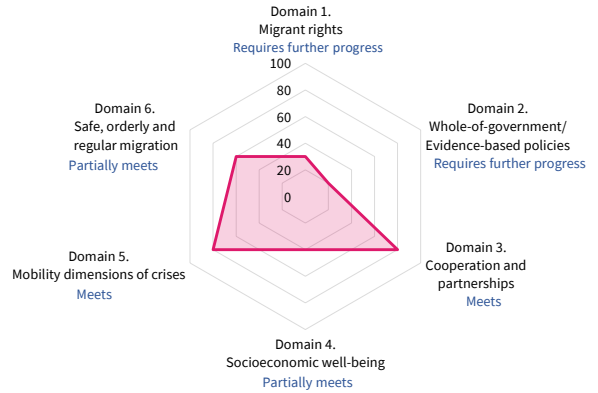 Domain 1.
Migrant rights
Requires further progress
100
80
60
40
20
0
Domain 2.
Whole-of-government/
Evidence-based policies
Requires further progress
Domain 3.
Cooperation and
partnerships
Meets
Domain 4.
Socioeconomic well-being
Partially meets
Domain 5.
Mobility dimensions of crises
Meets
Domain 6.
Safe, orderly and
regular migration
Partially meets